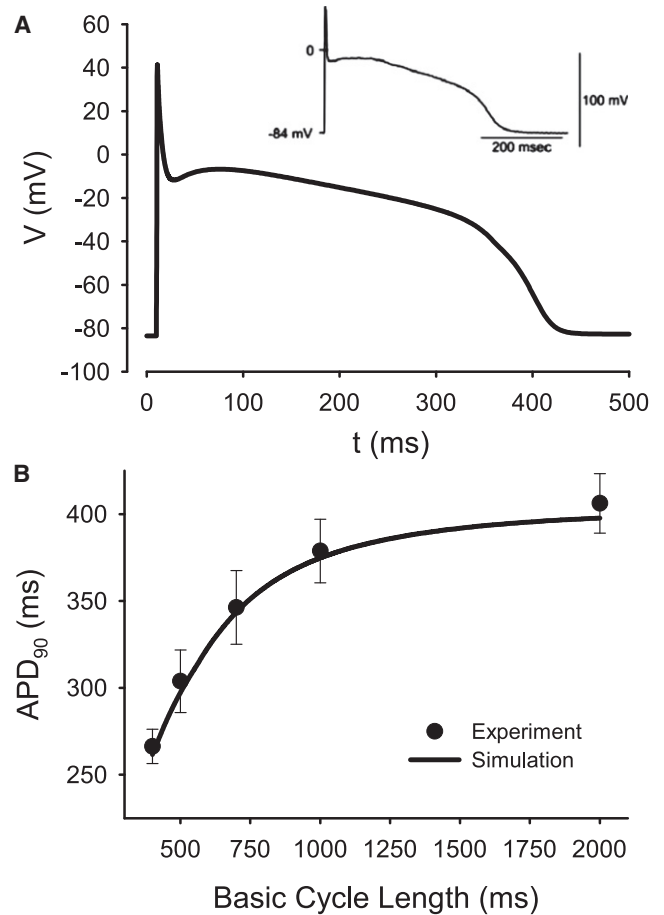 A
60
40
20
0
-20
-40
-60
-80
-100
V (mV)
0
-84 mV
100 mV
200 msec
0 100 200 300 400 500
t (ms)
B
400
350
300
250
APD90 (ms)
Experiment
Simulation
500 750 1000 1250 1500 1750 2000
Basic Cycle Length (ms)